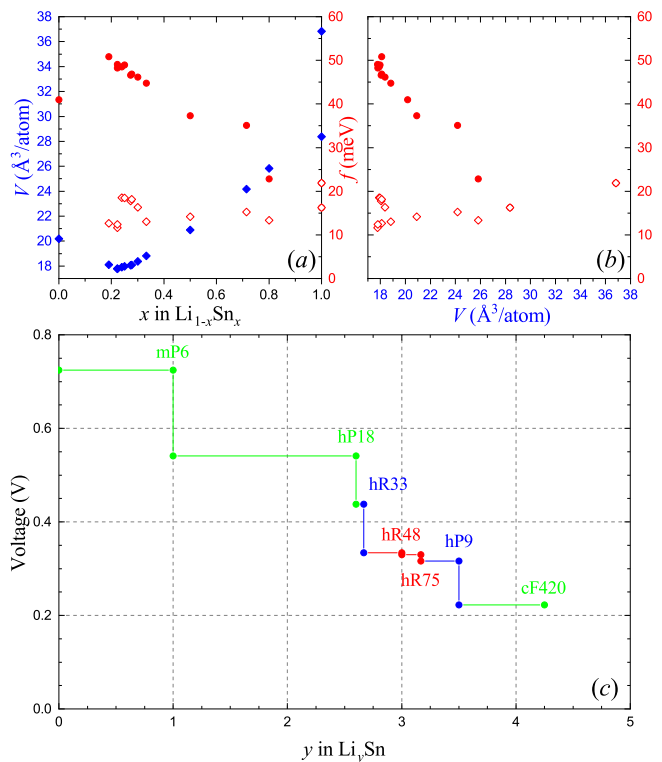 38
36
34
32
30
28
26
24
22
20
18
V (Å³/atom)
60
50
40
30
20
10
0
f (meV)
(a)
0.0 0.2 0.4 0.6 0.8 1.0
x in Li₁₋ₓSnₓ
60
50
40
30
20
10
0
(b)
18 20 22 24 26 28 30 32 34 36 38
V (Å³/atom)
0.8
0.6
0.4
0.2
0.0
Voltage (V)
mP6
hP18
hR33
hR48
hP9
hR75
cF420
(c)
0 1 2 3 4 5
y in LiᵧSn